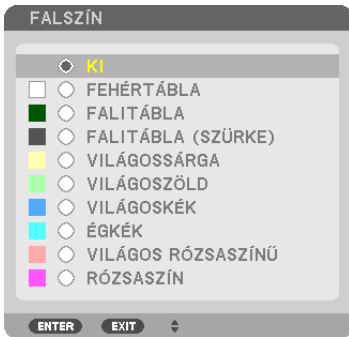 FALSZÍN
KI
FEHÉRTÁBLA
FALITÁBLA
FALITÁBLA (SZÜRKE)
VILÁGOSSÁRGA
VILÁGOSZÖLD
VILÁGOSKÉK
ÉGKÉK
VILÁGOS RÓZSASZÍNŰ
RÓZSASZÍN
ENTER EXIT